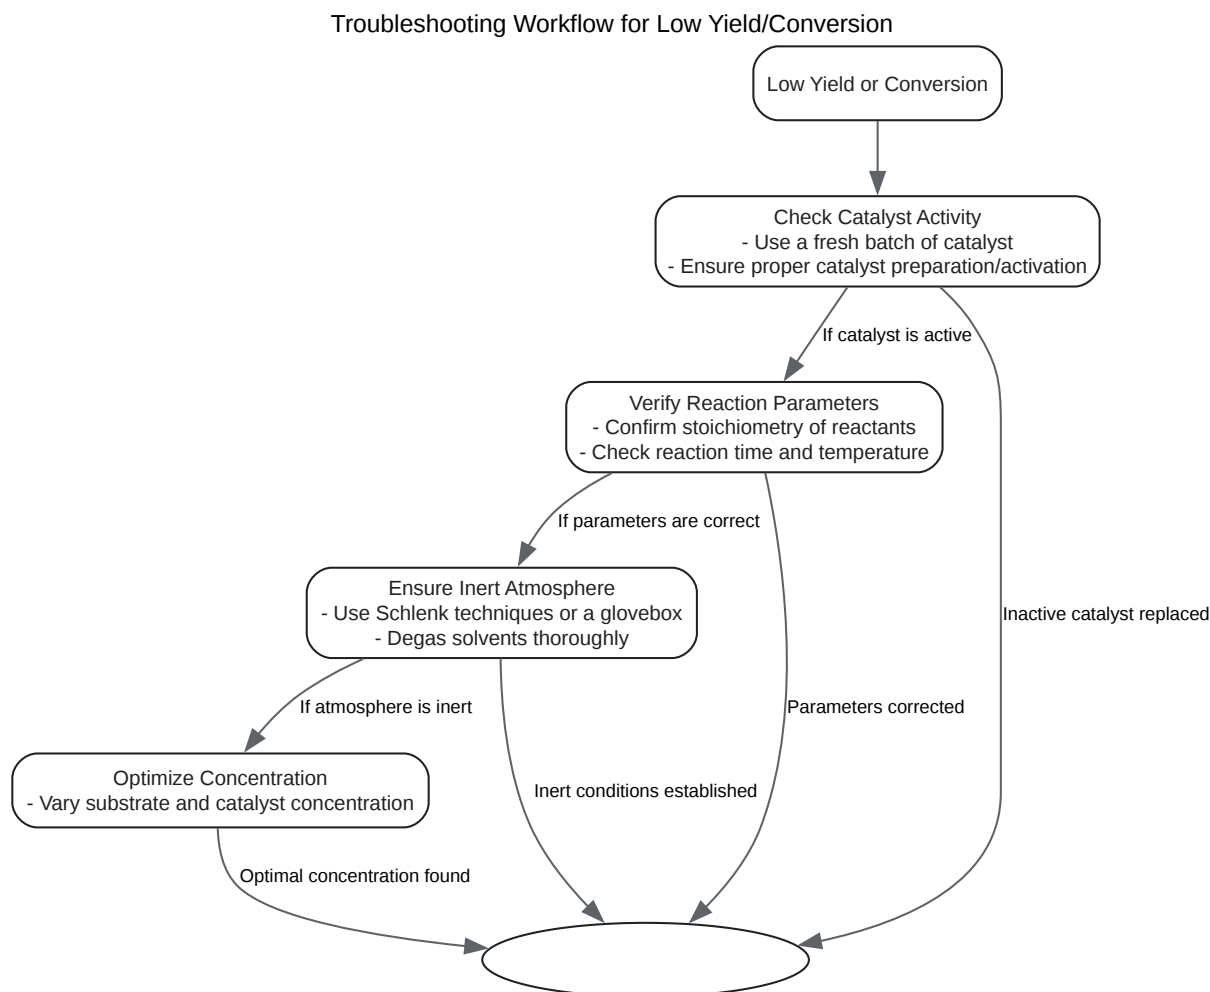 Troubleshooting Workflow for Low Yield/Conversion
Low Yield or Conversion
Check Catalyst Activity
- Use a fresh batch of catalyst
- Ensure proper catalyst preparation/activation
If catalyst is active
Verify Reaction Parameters
- Confirm stoichiometry of reactants
- Check reaction time and temperature
If parameters are correct
Ensure Inert Atmosphere
- Use Schlenk techniques or a glovebox
- Degas solvents thoroughly
Inactive catalyst replaced
If atmosphere is inert
Parameters corrected
Optimize Concentration
- Vary substrate and catalyst concentration
Inert conditions established
Optimal concentration found